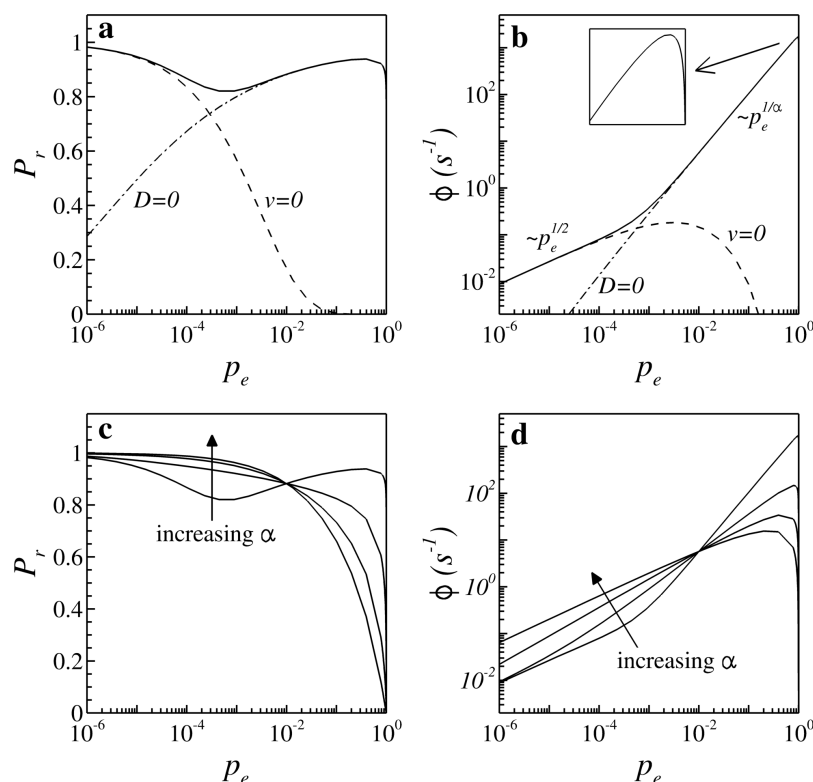 a
1
0.8
0.6
0.4
0.2
0
P_r
D=0
v=0
10^-6
10^-4
10^-2
10^0
p_e
b
10^2
10^0
10^-2
ϕ (s^-1)
~p_e^1/α
~p_e^1/2
v=0
D=0
10^-6
10^-4
10^-2
10^0
p_e
c
1
0.8
0.6
0.4
0.2
0
P_r
increasing α
10^-6
10^-4
10^-2
10^0
p_e
d
10^2
10^0
10^-2
ϕ (s^-1)
increasing α
10^-6
10^-4
10^-2
10^0
p_e